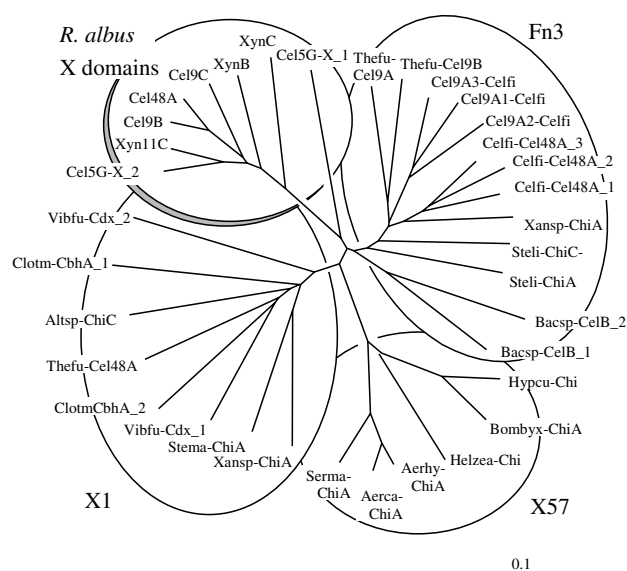 R. albus
X domains
Fn3
XynC
Cel5G-X_1
Thefu-
Cel9A
Thefu-Cel9B
XynB
Cel9C
Cel9A3-Celfi
Cel48A
Cel9A1-Celfi
Cel9B
Cel9A2-Celfi
Xyn11C
Celfi-Cel48A_3
Cel5G-X_2
Celfi-Cel48A_2
Celfi-Cel48A_1
Vibfu-Cdx_2
Xansp-ChiA
Steli-ChiC-
Clotm-CbhA_1
Steli-ChiA
Altsp-ChiC
Bacsp-CelB_2
Thefu-Cel48A
Bacsp-CelB_1
Hypcu-Chi
ClotmCbhA_2
Vibfu-Cdx_1
Bombyx-ChiA
Stema-ChiA
Xansp-ChiA
Helzea-Chi
Serma-
ChiA
Aerhy-
ChiA
Aerca-
ChiA
X1
X57
0.1